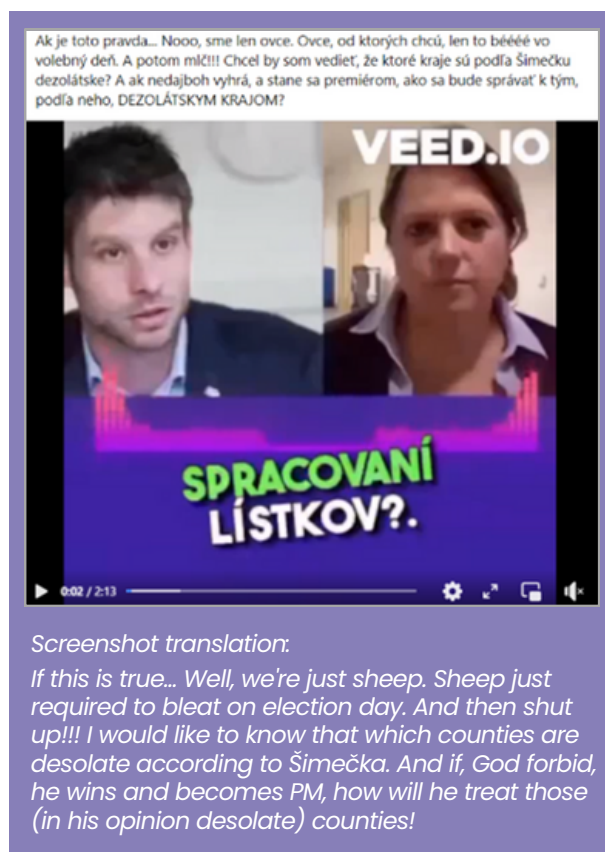 Ak je toto pravda... Nooo, sme len ovce. Ovce, od ktorých chcú, len to béééé vo
volebný deň. A potom mlč!!! Chcel by som vedieť, že ktoré kraje sú podľa Šimečku
dezolátske? A ak nedajboh vyhrá, a stane sa premiérom, ako sa bude správať k tým,
podľa neho, DEZOLÁTSKYM KRAJOM?
VEED.IO
SPRACOVANÍ
LÍSTKOV?.
0:02 / 2:13
Screenshot translation:
If this is true... Well, we're just sheep. Sheep just
required to bleat on election day. And then shut
up!!! I would like to know that which counties are
desolate according to Šimečka. And if, God forbid,
he wins and becomes PM, how will he treat those
(in his opinion desolate) counties!